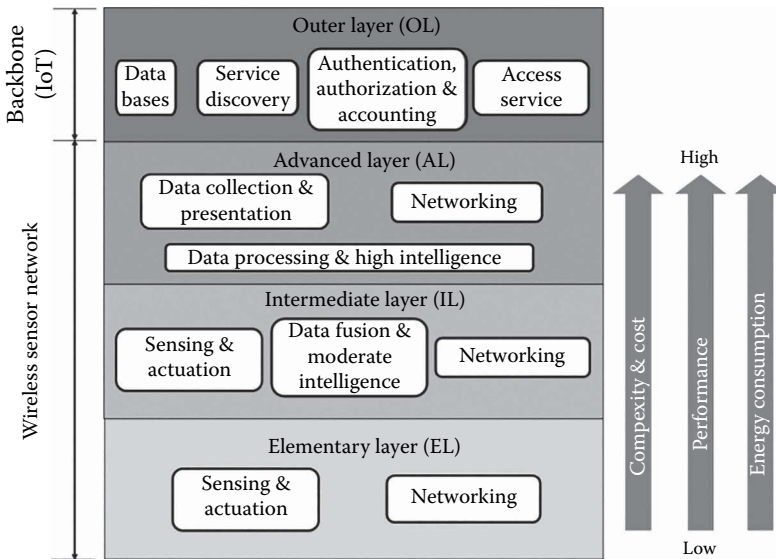 Backbone
(IoT)
Wireless sensor network
Outer layer (OL)
Data
bases
Service
discovery
Authentication,
authorization &
accounting
Access
service
Advanced layer (AL)
Data collection &
presentation
Networking
Data processing & high intelligence
Intermediate layer (IL)
Sensing &
actuation
Data fusion &
moderate
intelligence
Networking
Elementary layer (EL)
Sensing &
actuation
Networking
High
Compexity & cost
Performance
Energy consumption
Low